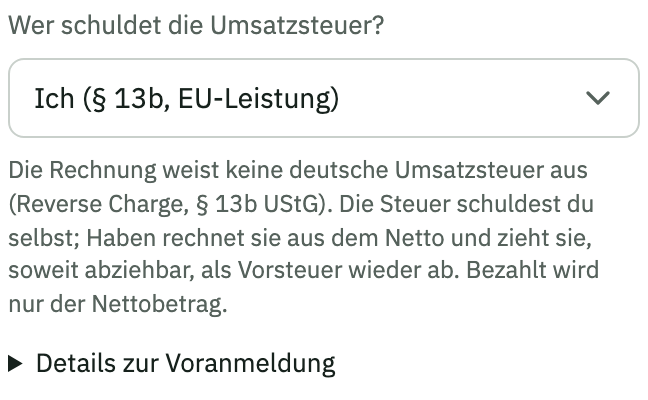 Wer schuldet die Umsatzsteuer?
Ich (§ 13b, EU-Leistung)
Die Rechnung weist keine deutsche Umsatzsteuer aus
(Reverse Charge, § 13b UStG). Die Steuer schuldest du
selbst; Haben rechnet sie aus dem Netto und zieht sie,
soweit abziehbar, als Vorsteuer wieder ab. Bezahlt wird
nur der Nettobetrag.
Details zur Voranmeldung